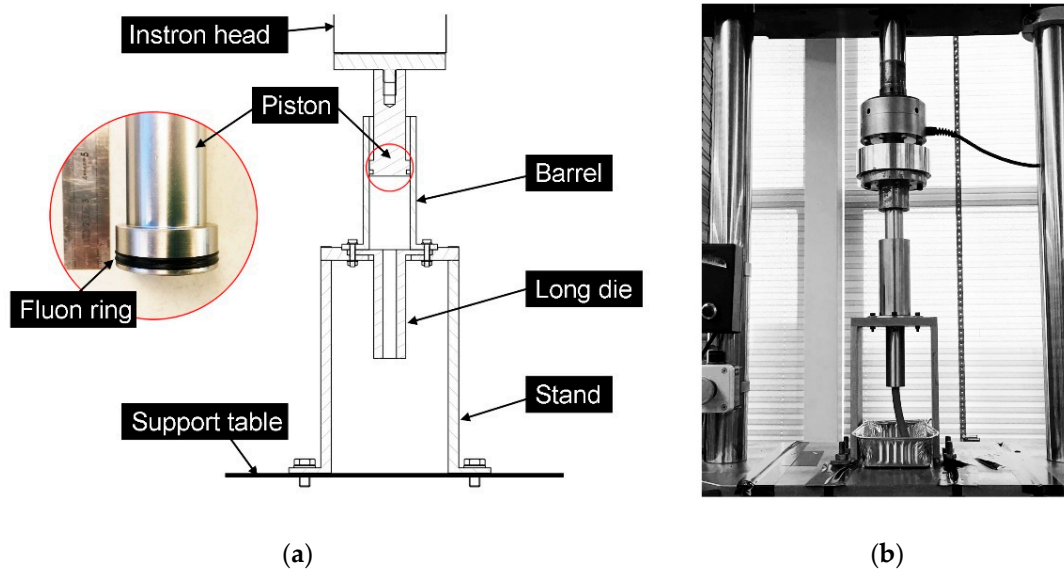 Instron head
Piston
Barrel
Fluon ring
Long die
Support table
Stand
(a)
(b)